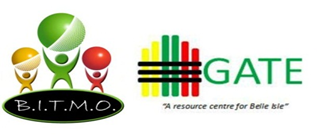 B.I.T.M.O.
GATE
"A resource centre for Belle Isle"